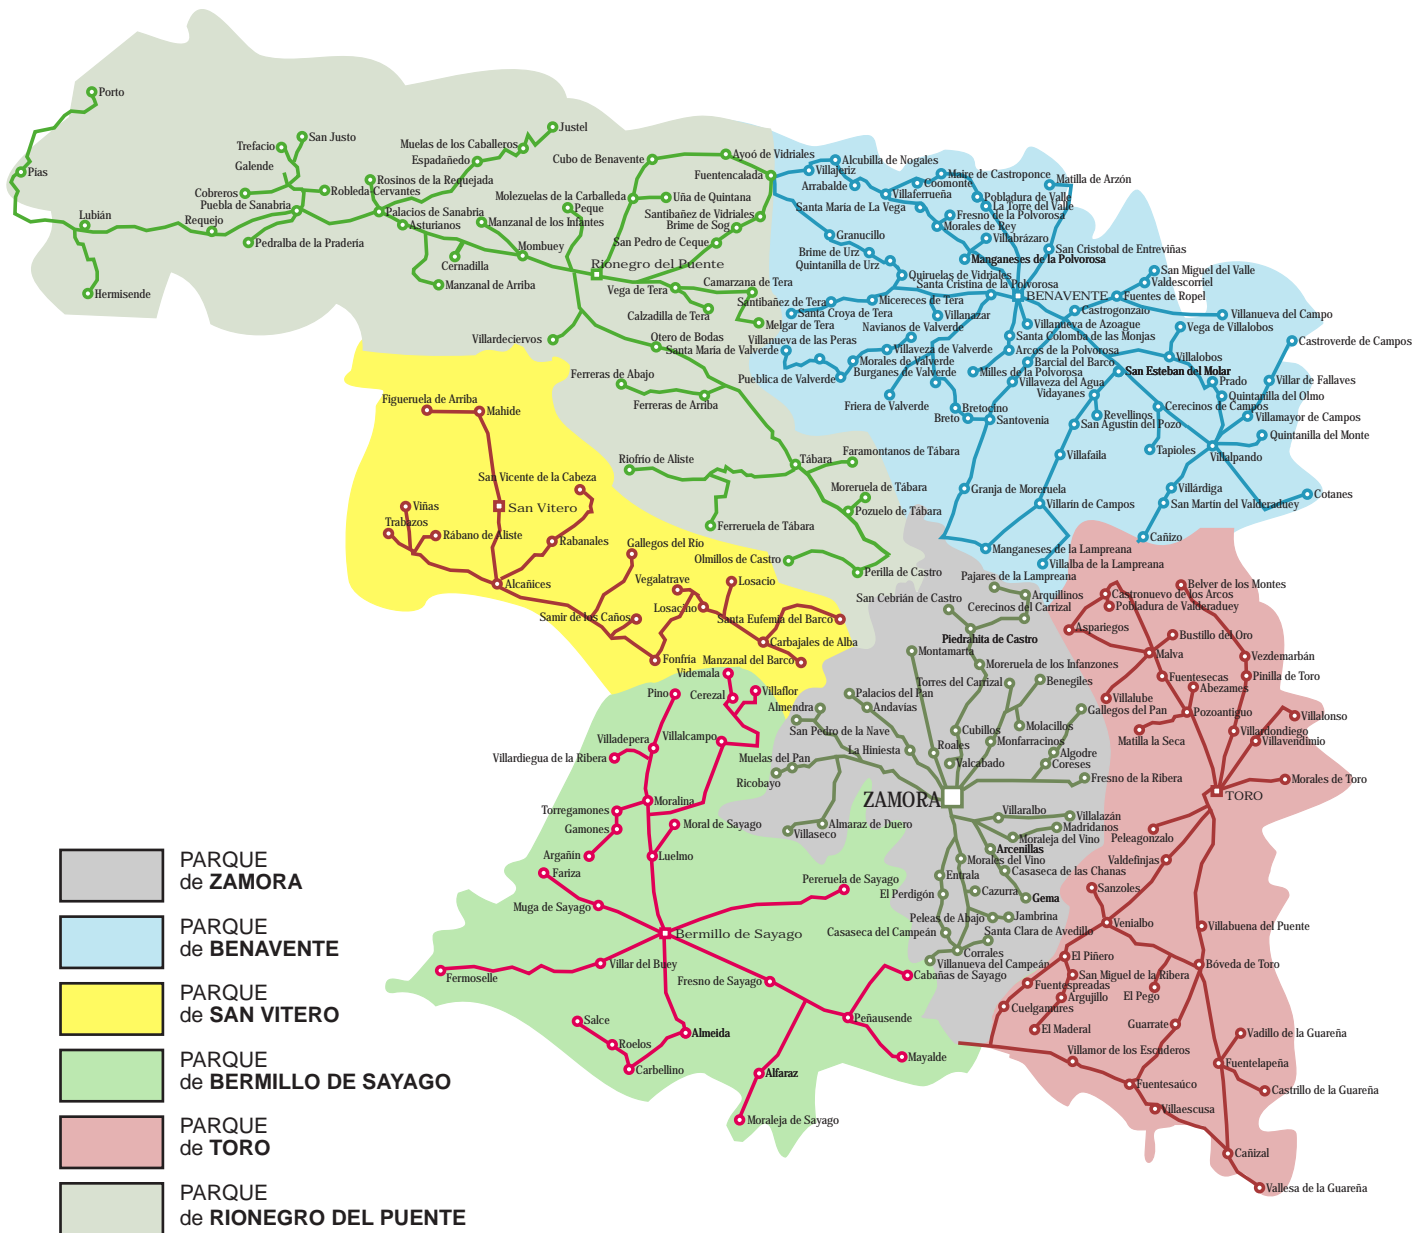 Porto
San Justo
Trefacio
Galende
Muelas de los Caballeros
Justel
Espadañedo
Cubo de Benavente
Ayoó de Vidriales
Pías
Rosinos de la Requejada
Cobreros
Robleda-Cervantes
Puebla de Sanabria
Molezuelas de la Carballeda
Uña de Quintana
Fuentencalada
Lubián
Requejo
Palacios de Sanabria
Asturianos
Manzanal de los Infantes
Peque
Santibañez de Vidriales
Brime de Sog
Pedralba de la Praderia
Cernadilla
Mombuey
San Pedro de Ceque
Rionegro del Puente
Hermisende
Manzanal de Arriba
Vega de Tera
Camarzana de Tera
Calzadilla de Tera
Melgar de Tera
Villardeciervos
Otero de Bodas
Santa María de Valverde
Ferreras de Abajo
Ferreras de Arriba
Riofrio de Aliste
Tábara
Faramontanos de Tábara
Moreruela de Tábara
Pozuelo de Tábara
Ferreruela de Tábara
Olmillos de Castro
Perilla de Castro
Villajeriz
Alcubilla de Nogales
Arrabalde
Maire de Castroponce
Coomonte
Villaferrueña
Matilla de Arzón
Pobladura de Valle
La Torre del Valle
Santa María de La Vega
Fresno de la Polvorosa
Morales de Rey
Granucillo
Villabrázaro
Brime de Urz
Quintanilla de Urz
Manganeses de la Polvorosa
San Cristobal de Entreviñas
Quiruelas de Vidriales
Santa Cristina de la Polvorosa
San Miguel del Valle
Valdescorriel
BENAVENTE
Fuentes de Ropel
Santibañez de Tera
Micereces de Tera
Santa Croya de Tera
Villanazar
Castrogonzalo
Villanueva del Campo
Navianos de Valverde
Villanueva de Azoague
Vega de Villalobos
Villanueva de las Peras
Santa Colomba de las Monjas
Castroverde de Campos
Villaveza de Valverde
Arcos de la Polvorosa
Morales de Valverde
Barcial del Barco
Villalobos
Burganes de Valverde
Milles de la Polvorosa
San Esteban del Molar
Pueblica de Valverde
Villaveza del Agua
Prado
Villar de Fallaves
Friera de Valverde
Vidayanes
Quintanilla del Olmo
Bretocino
Cerecinos de Campos
Breto
Santovenia
Revellinos
Villamayor de Campos
San Agustín del Pozo
Quintanilla del Monte
Villafaila
Tapioles
Villalpando
Granja de Moreruela
Villárdiga
Cotanes
Villarín de Campos
San Martín del Valderaduey
Cañizo
Manganeses de la Lampreana
Villalba de la Lampreana
Figueruela de Arriba
Mahide
San Vicente de la Cabeza
Viñas
San Vitero
Trabazos
Rábano de Aliste
Rabanales
Gallegos del Río
Alcañices
Vegalatrave
Losacio
Losacino
Samir de los Caños
Santa Eufemia del Barco
Carbajales de Alba
Fonfría
Manzanal del Barco
Pajares de la Lampreana
Arquillinos
San Cebrián de Castro
Cerecinos del Carrizal
Piedrahita de Castro
Montamarta
Moreruela de los Infanzones
Torres del Carrizal
Benegiles
Palacios del Pan
Almendra
Andavías
Gallegos del Pan
San Pedro de la Nave
Cubillos
Molacillos
La Hiniesta
Roales
Monfarracinos
Algodre
Muelas del Pan
Valcabado
Coreses
Ricobayo
Fresno de la Ribera
ZAMORA
Villaralbo
Villalazán
Almaraz de Duero
Madridanos
Villaseco
Moraleja del Vino
Arcenillas
Morales del Vino
Casaseca de las Chanas
Entrala
El Perdigón
Cazurra
Gema
Peleas de Abajo
Jambrina
Casaseca del Campeán
Santa Clara de Avedillo
Corrales
Villanueva del Campeán
Belver de los Montes
Castronuevo de los Arcos
Pobladura de Valderaduey
Aspariegos
Bustillo del Oro
Malva
Vezdemarbán
Fuentesecas
Pinilla de Toro
Abezames
Villalube
Pozoantiguo
Villalonso
Matilla la Seca
Villardondiego
Villavendimio
Morales de Toro
TORO
Peleagonzalo
Valdefinjas
Sanzoles
Venialbo
Villabuena del Puente
El Piñero
Bóveda de Toro
San Miguel de la Ribera
Fuentespreadas
El Pego
Argujillo
Cuelgamures
El Maderal
Guarrate
Vadillo de la Guareña
Villamor de los Escuderos
Fuentelapeña
Fuentesaúco
Castrillo de la Guareña
Villaescusa
Cañizal
Vallesa de la Guareña
Videmala
Pino
Cerezal
Villaflor
Villadepera
Villalcampo
Villardiegua de la Ribera
Moralina
Torregamones
Gamones
Moral de Sayago
Argañín
Luelmo
Fariza
Pereruela de Sayago
Muga de Sayago
Bermillo de Sayago
Fermoselle
Villar del Buey
Fresno de Sayago
Cabañas de Sayago
Salce
Almeida
Peñausende
Roelos
Mayalde
Carbellino
Alfaraz
Moraleja de Sayago
PARQUE
de ZAMORA
PARQUE
de BENAVENTE
PARQUE
de SAN VITERO
PARQUE
de BERMILLO DE SAYAGO
PARQUE
de TORO
PARQUE
de RIONEGRO DEL PUENTE